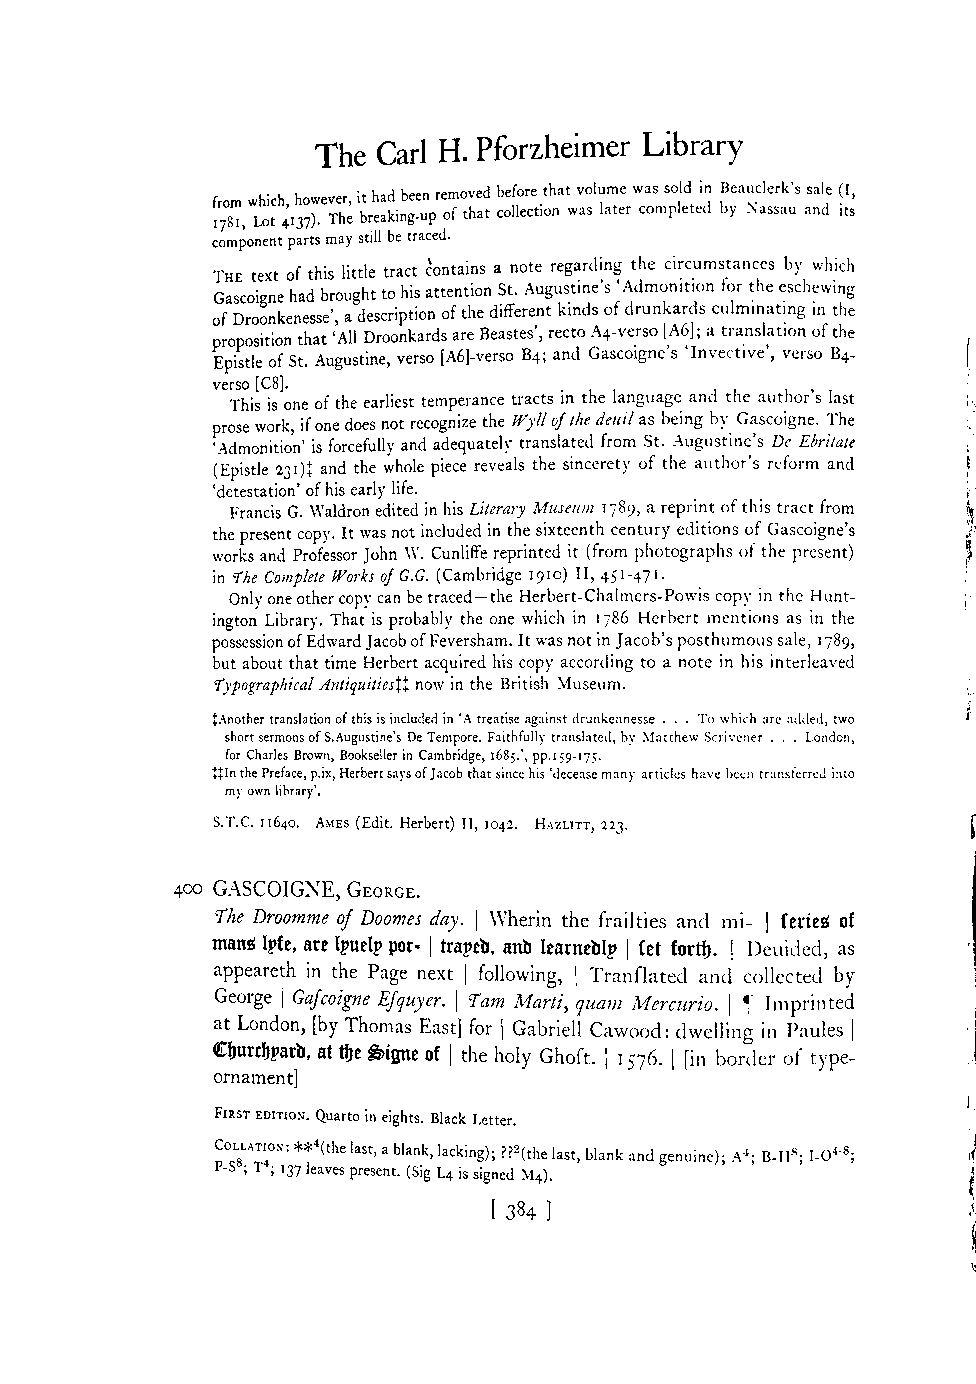 The Carl H. Pforzheimer Library
from which, however, it had been removed before that volume was sold in Beauclerk's sale (I,
1781, Lot 4137). The breaking-up of that collection was later completed by Nassau and its
component parts may still be traced.
THE text of this little tract contains a note regarding the circumstances by which
Gascoigne had brought to his attention St. Augustine's 'Admonition for the eschewing
of Droonkenesse', a description of the different kinds of drunkards culminating in the
proposition that 'All Droonkards are Beastes', recto A4-verso [A6]; a translation of the
Epistle of St. Augustine, verso [A6]-verso B4; and Gascoigne's 'Invective', verso B4-
verso [C8].
This is one of the earliest temperance tracts in the language and the author's last
prose work, if one does not recognize the Wyll of the deuil as being by Gascoigne. The
'Admonition' is forcefully and adequately translated from St. Augustine's De Ebritate
(Epistle 231)‡ and the whole piece reveals the sincerety of the author's reform and
'detestation' of his early life.
Francis G. Waldron edited in his Literary Museum 1789, a reprint of this tract from
the present copy. It was not included in the sixteenth century editions of Gascoigne's
works and Professor John W. Cunliffe reprinted it (from photographs of the present)
in The Complete Works of G.G. (Cambridge 1910) II, 451-471.
Only one other copy can be traced—the Herbert-Chalmers-Powis copy in the Hunt-
ington Library. That is probably the one which in 1786 Herbert mentions as in the
possession of Edward Jacob of Feversham. It was not in Jacob's posthumous sale, 1789,
but about that time Herbert acquired his copy according to a note in his interleaved
Typographical Antiquities‡‡ now in the British Museum.
‡Another translation of this is included in 'A treatise against drunkennesse . . . To which are added, two
short sermons of S.Augustine's De Tempore. Faithfully translated, by Matthew Scrivener . . . London,
for Charles Brown, Bookseller in Cambridge, 1685.', pp.159-175.
‡‡In the Preface, p.ix, Herbert says of Jacob that since his 'decease many articles have been transferred into
my own library'.
S.T.C. 11640. AMES (Edit. Herbert) II, 1042. HAZLITT, 223.
400 GASCOIGNE, GEORGE.
The Droomme of Doomes day. | Wherin the frailties and mi- | ſeries of
mans lyfe, are lyuely por- | trayed, and learnedly | ſet forth. | Deuided, as
appeareth in the Page next | following, | Tranſlated and collected by
George | Gaſcoigne Eſquyer. | Tam Marti, quam Mercurio. | ¶ Imprinted
at London, [by Thomas East] for | Gabriell Cawood: dwelling in Paules |
Churchyard, at the Signe of | the holy Ghoſt. | 1576. | [in border of type-
ornament]
FIRST EDITION. Quarto in eights. Black Letter.
COLLATION: **⁴(the last, a blank, lacking); ??²(the last, blank and genuine); A⁴; B-H⁸; I-O⁴⁻⁸;
P-S⁸; T⁴; 137 leaves present. (Sig L4 is signed M4).
[ 384 ]